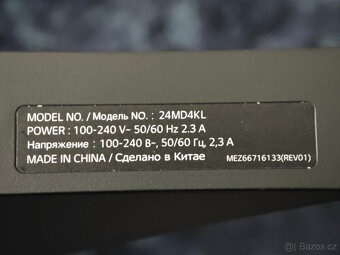 MODEL NO. / Модель NO. : 24MD4KL
POWER : 100-240 V~ 50/60 Hz 2.3 A
Напряжение : 100-240 В~, 50/60 Гц, 2,3 A
MADE IN CHINA / Сделано в Китае MEZ66716133(REV01)
bazos.cz